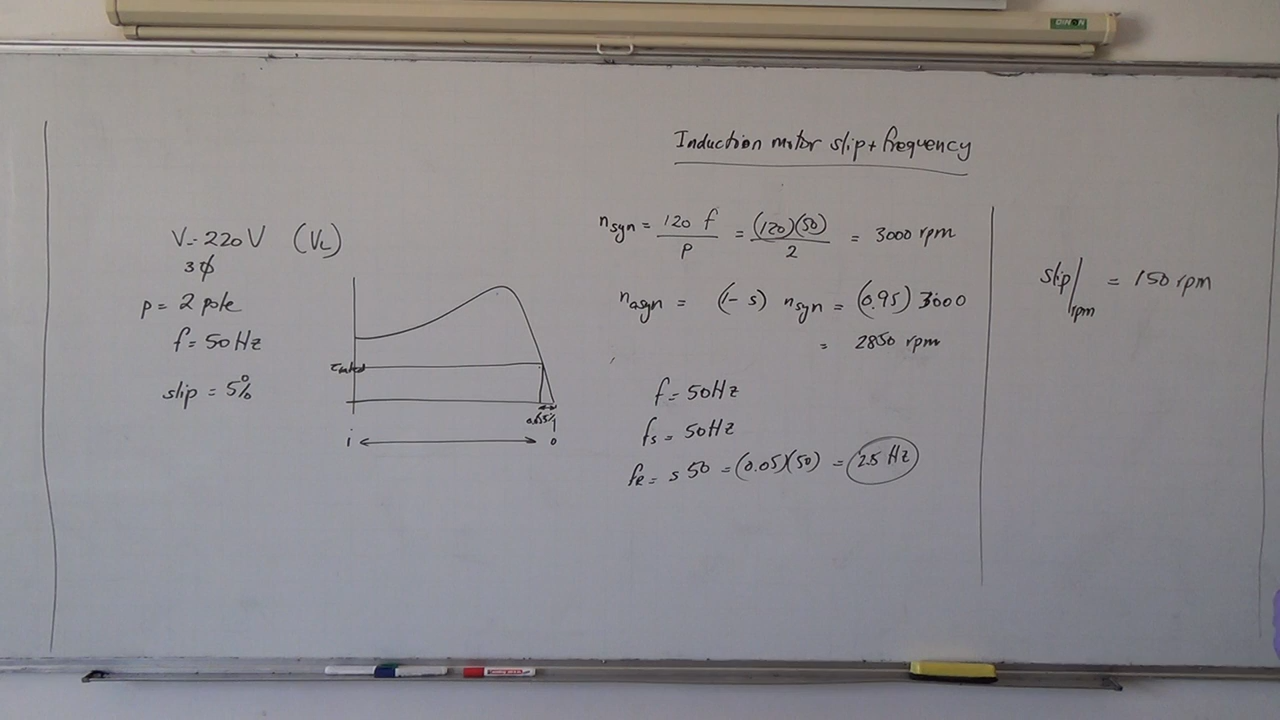 DINON
Induction motor slip + frequency
V = 220 V (VL)
3ϕ
p = 2 pole
f = 50 Hz
slip = 5%
τrated
1 0
nsyn = 120 f / p = (120)(50) / 2 = 3000 rpm
nasyn = (1 - s) nsyn = (0.95) 3000
= 2850 rpm
f = 50 Hz
fs = 50 Hz
fR = s 50 = (0.05)(50) = 2.5 Hz
slip / rpm = 150 rpm